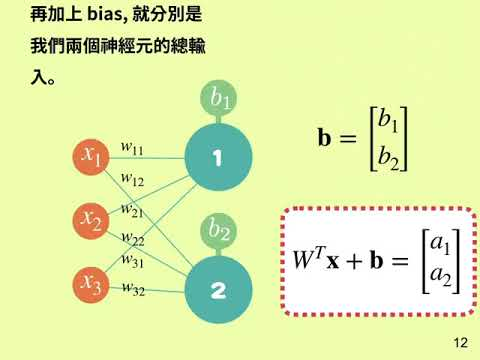 再加上 bias, 就分別是
我們兩個神經元的總輸
入。
b₁
x₁ w₁₁ 1
w₁₂
x₂ w₂₁
w₂₂ b₂
w₃₁
x₃ w₃₂ 2
b = [b₁
b₂]
Wᵀx + b = [a₁
a₂]
12